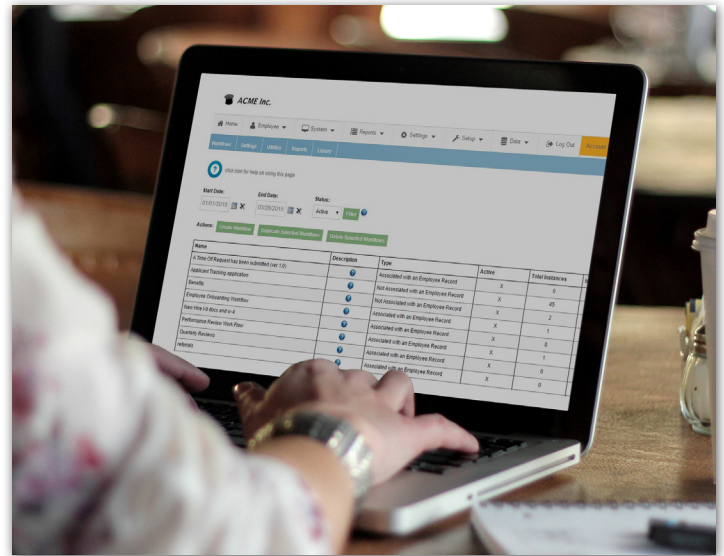 ACME Inc.
Home Employee System Reports Settings Setup Data Log Out Account
Workflows Settings Utilities Reports Library
click icon for help on using this page
Start Date: End Date: Status:
01/01/2013 03/28/2013 Active Filter
Actions: Create Workflow Duplicate Selected Workflows Delete Selected Workflows
Name Description Type Active Total Instances
A Time Off Request has been submitted (ver 1.0) Associated with an Employee Record X 0
Applicant Tracking application Not Associated with an Employee Record X 45
Benefits Not Associated with an Employee Record X 2
Employee Onboarding Workflow Associated with an Employee Record X 1
New Hire I-9 docs and w-4 Associated with an Employee Record X 0
Performance Review Work Flow Associated with an Employee Record X 1
Quarterly Reviews Associated with an Employee Record X 0
referrals Associated with an Employee Record X 0